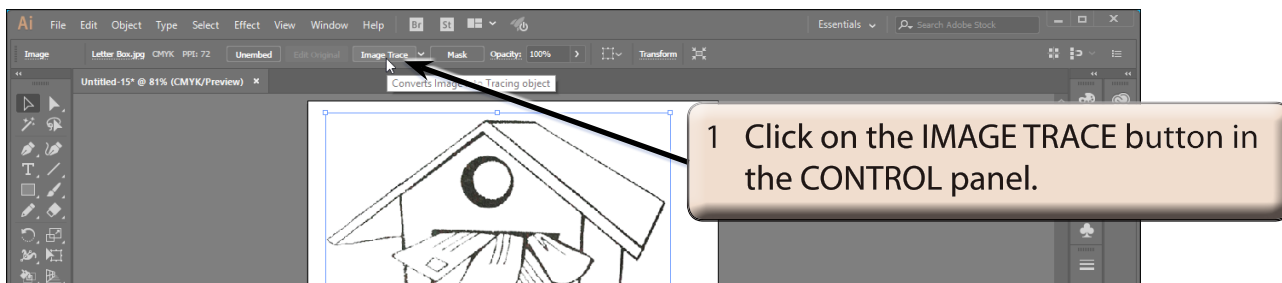 Ai File Edit Object Type Select Effect View Window Help Br St Essentials Search Adobe Stock
Image Letter Box.jpg CMYK PPI: 72 Unembed Edit Original Image Trace Mask Opacity: 100% Transform
Untitled-15* @ 81% (CMYK/Preview)
Converts Image Tracing object
1 Click on the IMAGE TRACE button in
the CONTROL panel.